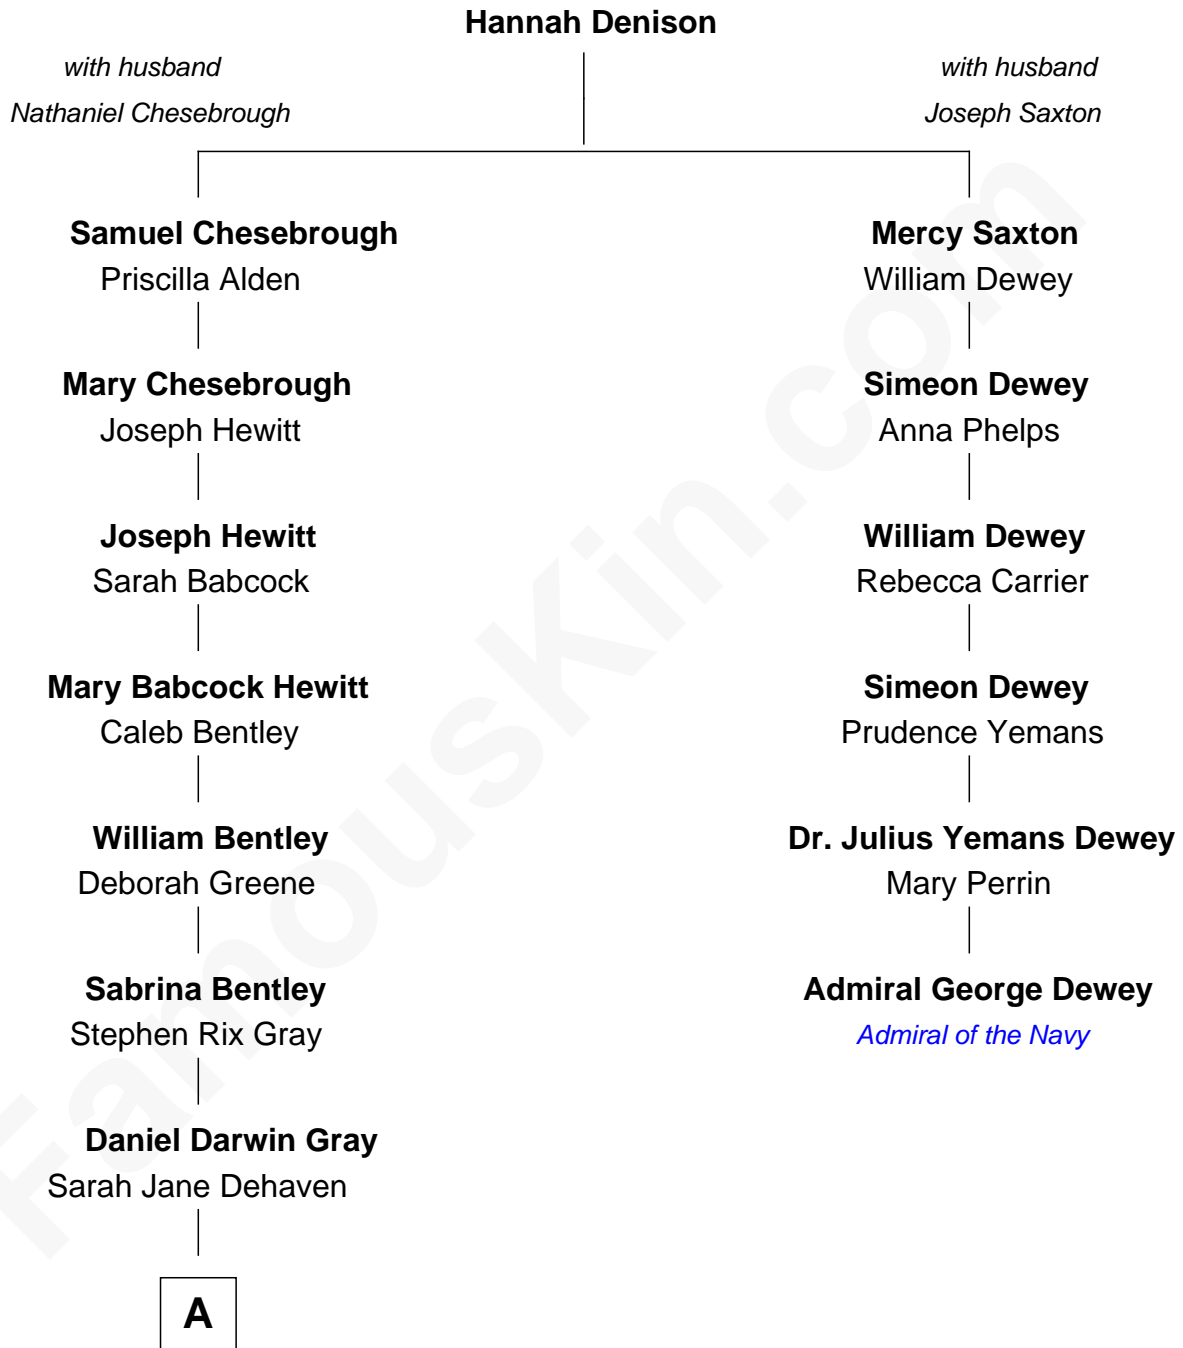 Hannah Denison
with husband
Nathaniel Chesebrough
with husband
Joseph Saxton
Samuel Chesebrough
Priscilla Alden
Mercy Saxton
William Dewey
Mary Chesebrough
Joseph Hewitt
Simeon Dewey
Anna Phelps
Joseph Hewitt
Sarah Babcock
William Dewey
Rebecca Carrier
Mary Babcock Hewitt
Caleb Bentley
Simeon Dewey
Prudence Yemans
William Bentley
Deborah Greene
Dr. Julius Yemans Dewey
Mary Perrin
Sabrina Bentley
Stephen Rix Gray
Admiral George Dewey
Admiral of the Navy
Daniel Darwin Gray
Sarah Jane Dehaven
A
FamousKin.com